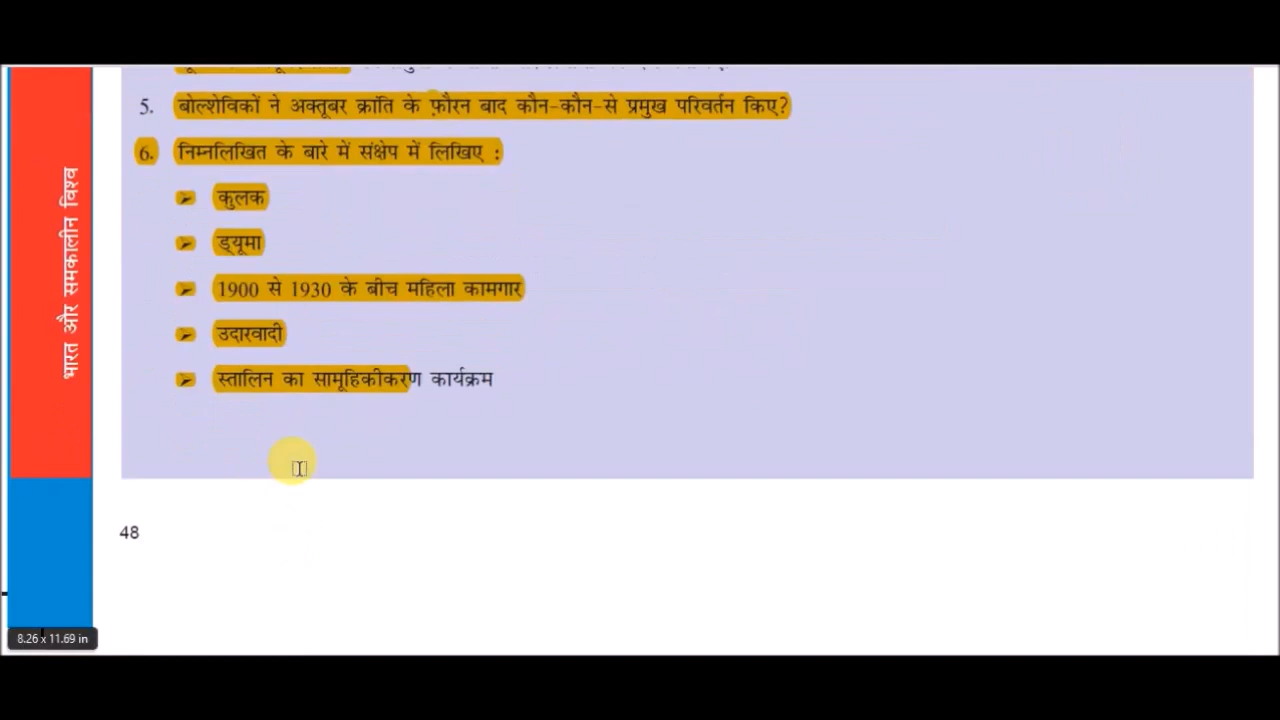 5. बोल्शेविकों ने अक्तूबर क्रांति के फ़ौरन बाद कौन-कौन-से प्रमुख परिवर्तन किए?
6. निम्नलिखित के बारे में संक्षेप में लिखिए :
➢ कुलक
➢ ड्यूमा
➢ 1900 से 1930 के बीच महिला कामगार
➢ उदारवादी
➢ स्तालिन का सामूहिकीकरण कार्यक्रम
भारत और समकालीन विश्व
48
8.26 x 11.69 in